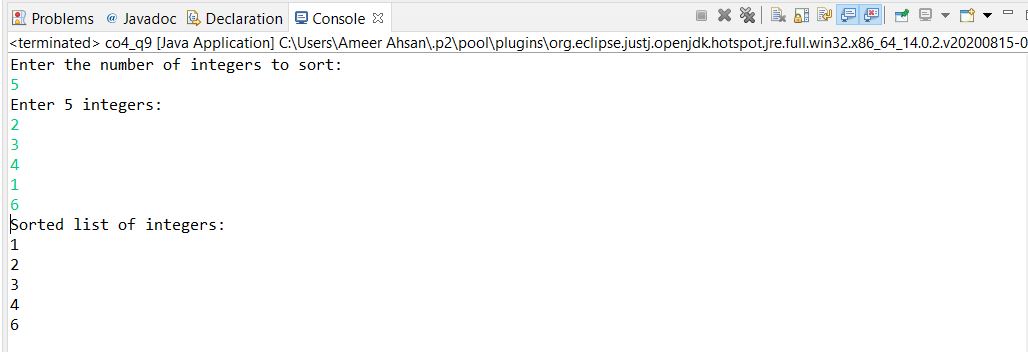 Problems @ Javadoc Declaration Console
<terminated> co4_q9 [Java Application] C:\Users\Ameer Ahsan\.p2\pool\plugins\org.eclipse.justj.openjdk.hotspot.jre.full.win32.x86_64_14.0.2.v20200815-0
Enter the number of integers to sort:
5
Enter 5 integers:
2
3
4
1
6
Sorted list of integers:
1
2
3
4
6